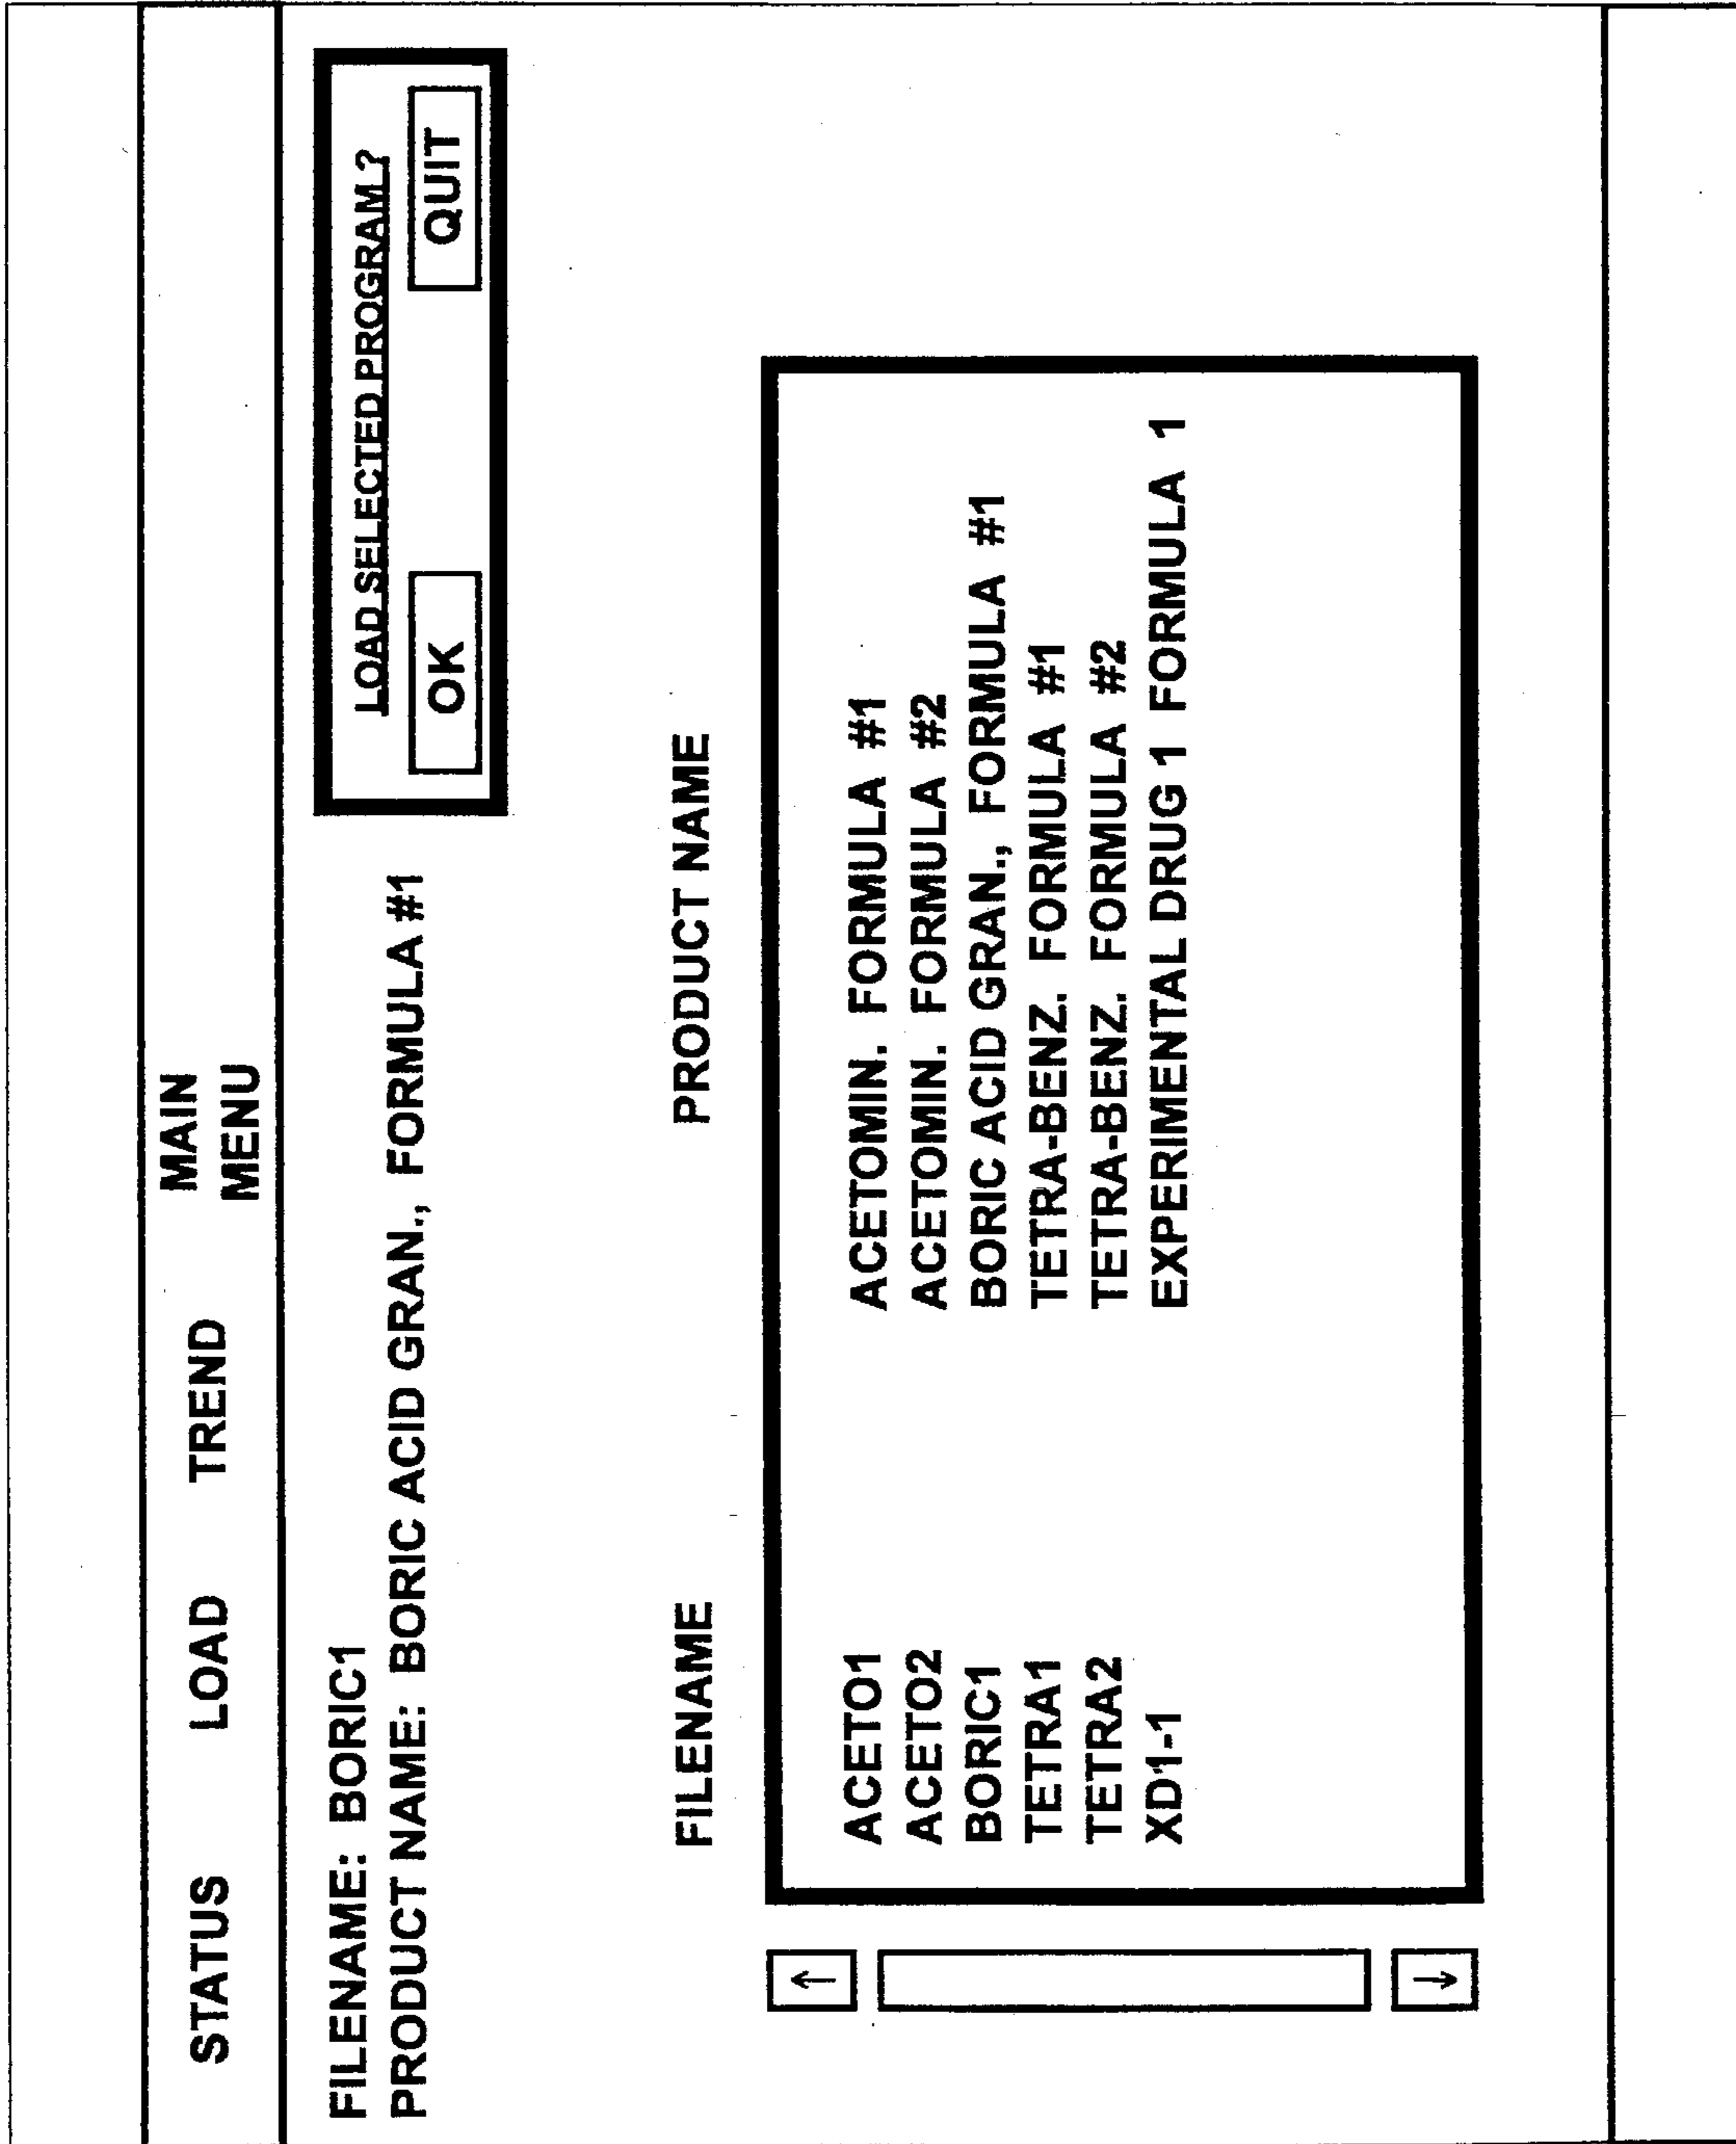 STATUS LOAD TREND MAIN MENU
FILENAME: BORIC1
PRODUCT NAME: BORIC ACID GRAN., FORMULA #1
LOAD SELECTED PROGRAM?
OK QUIT
FILENAME PRODUCT NAME
ACETO1 ACETOMIN. FORMULA #1
ACETO2 ACETOMIN. FORMULA #2
BORIC1 BORIC ACID GRAN., FORMULA #1
TETRA1 TETRA-BENZ. FORMULA #1
TETRA2 TETRA-BENZ. FORMULA #2
XD1-1 EXPERIMENTAL DRUG 1 FORMULA 1